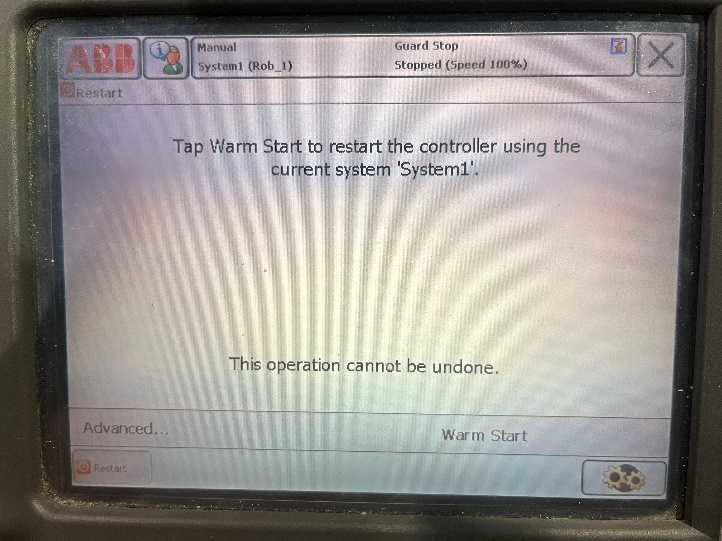 ABB
Manual
Guard Stop
System1 (Rob_1)
Stopped (Speed 100%)
Restart
Tap Warm Start to restart the controller using the
current system 'System1'.
This operation cannot be undone.
Advanced...
Warm Start
Restart